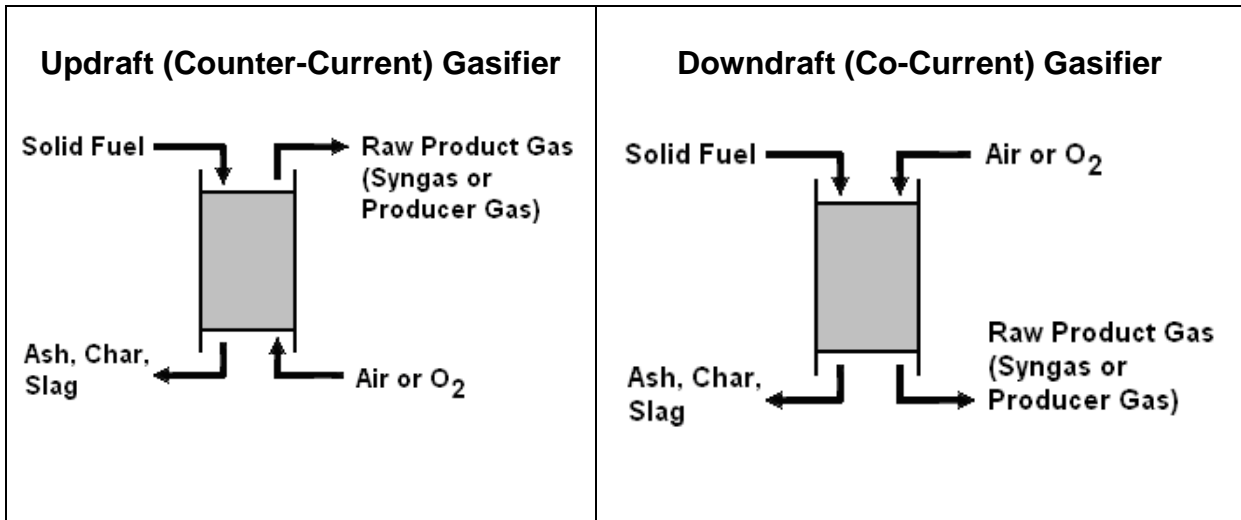 Updraft (Counter-Current) Gasifier
Solid Fuel
Raw Product Gas
(Syngas or
Producer Gas)
Ash, Char,
Slag
Air or O2
Downdraft (Co-Current) Gasifier
Solid Fuel
Air or O2
Ash, Char,
Slag
Raw Product Gas
(Syngas or
Producer Gas)